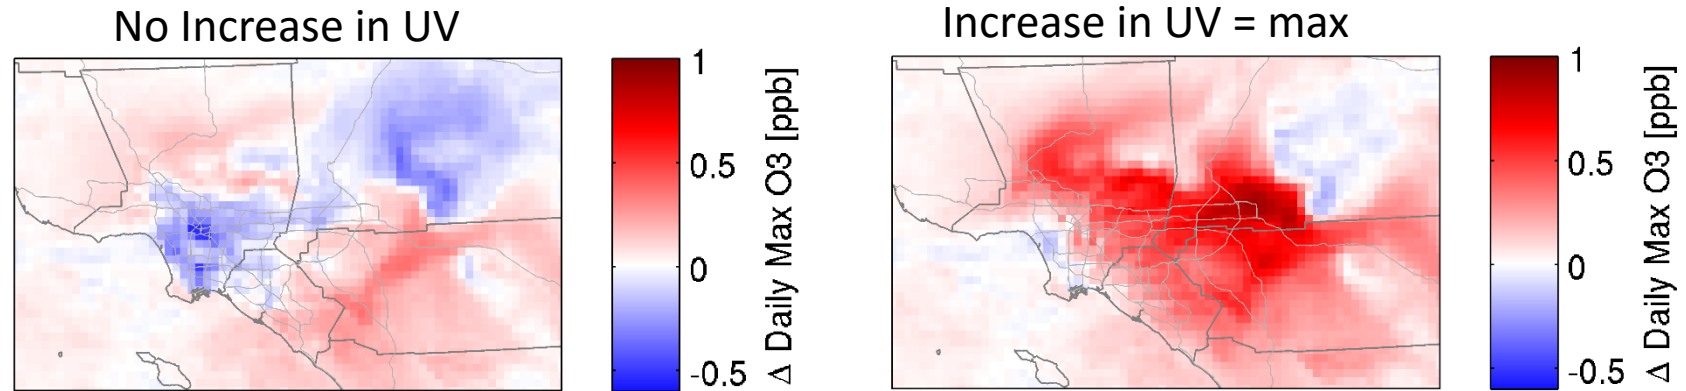 No Increase in UV
1
0.5
0
-0.5
Δ Daily Max O3 [ppb]
Increase in UV = max
1
0.5
0
-0.5
Δ Daily Max O3 [ppb]